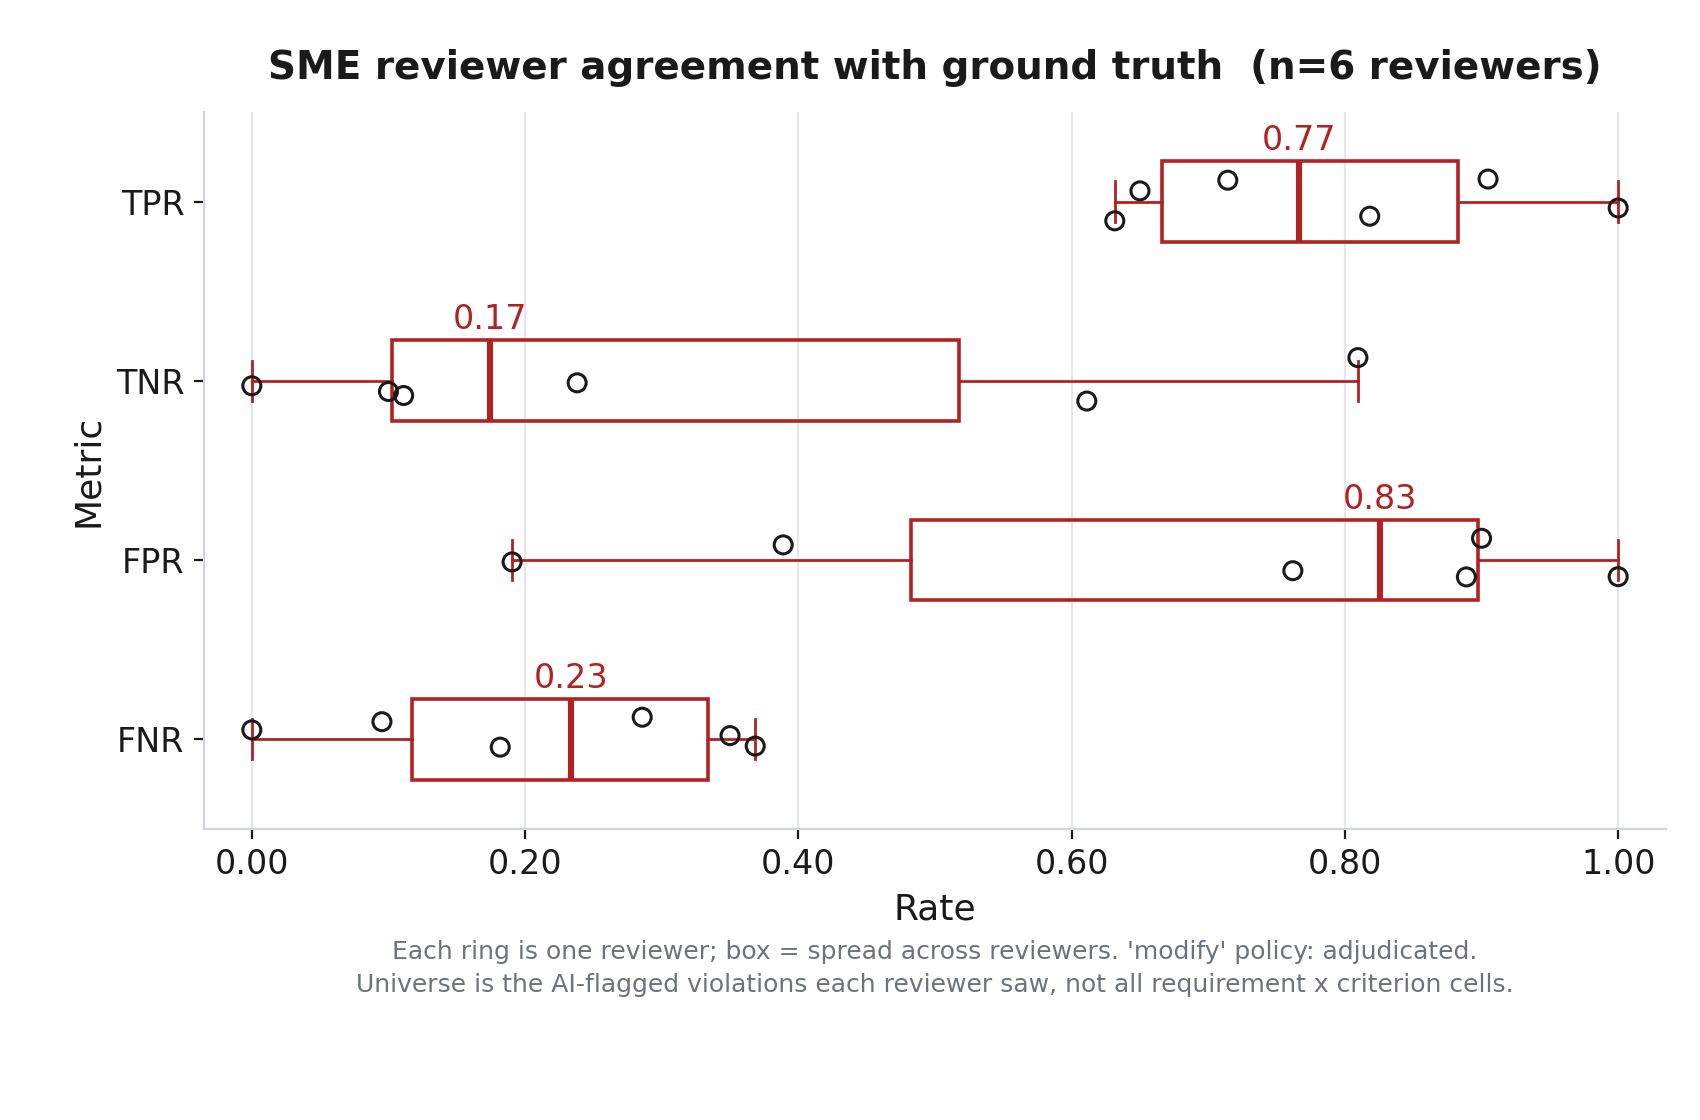 SME reviewer agreement with ground truth  (n=6 reviewers)
0.77
TPR
0.17
TNR
Metric
0.83
FPR
0.23
FNR
0.00 0.20 0.40 0.60 0.80 1.00
Rate
Each ring is one reviewer; box = spread across reviewers. 'modify' policy: adjudicated.
Universe is the AI-flagged violations each reviewer saw, not all requirement x criterion cells.